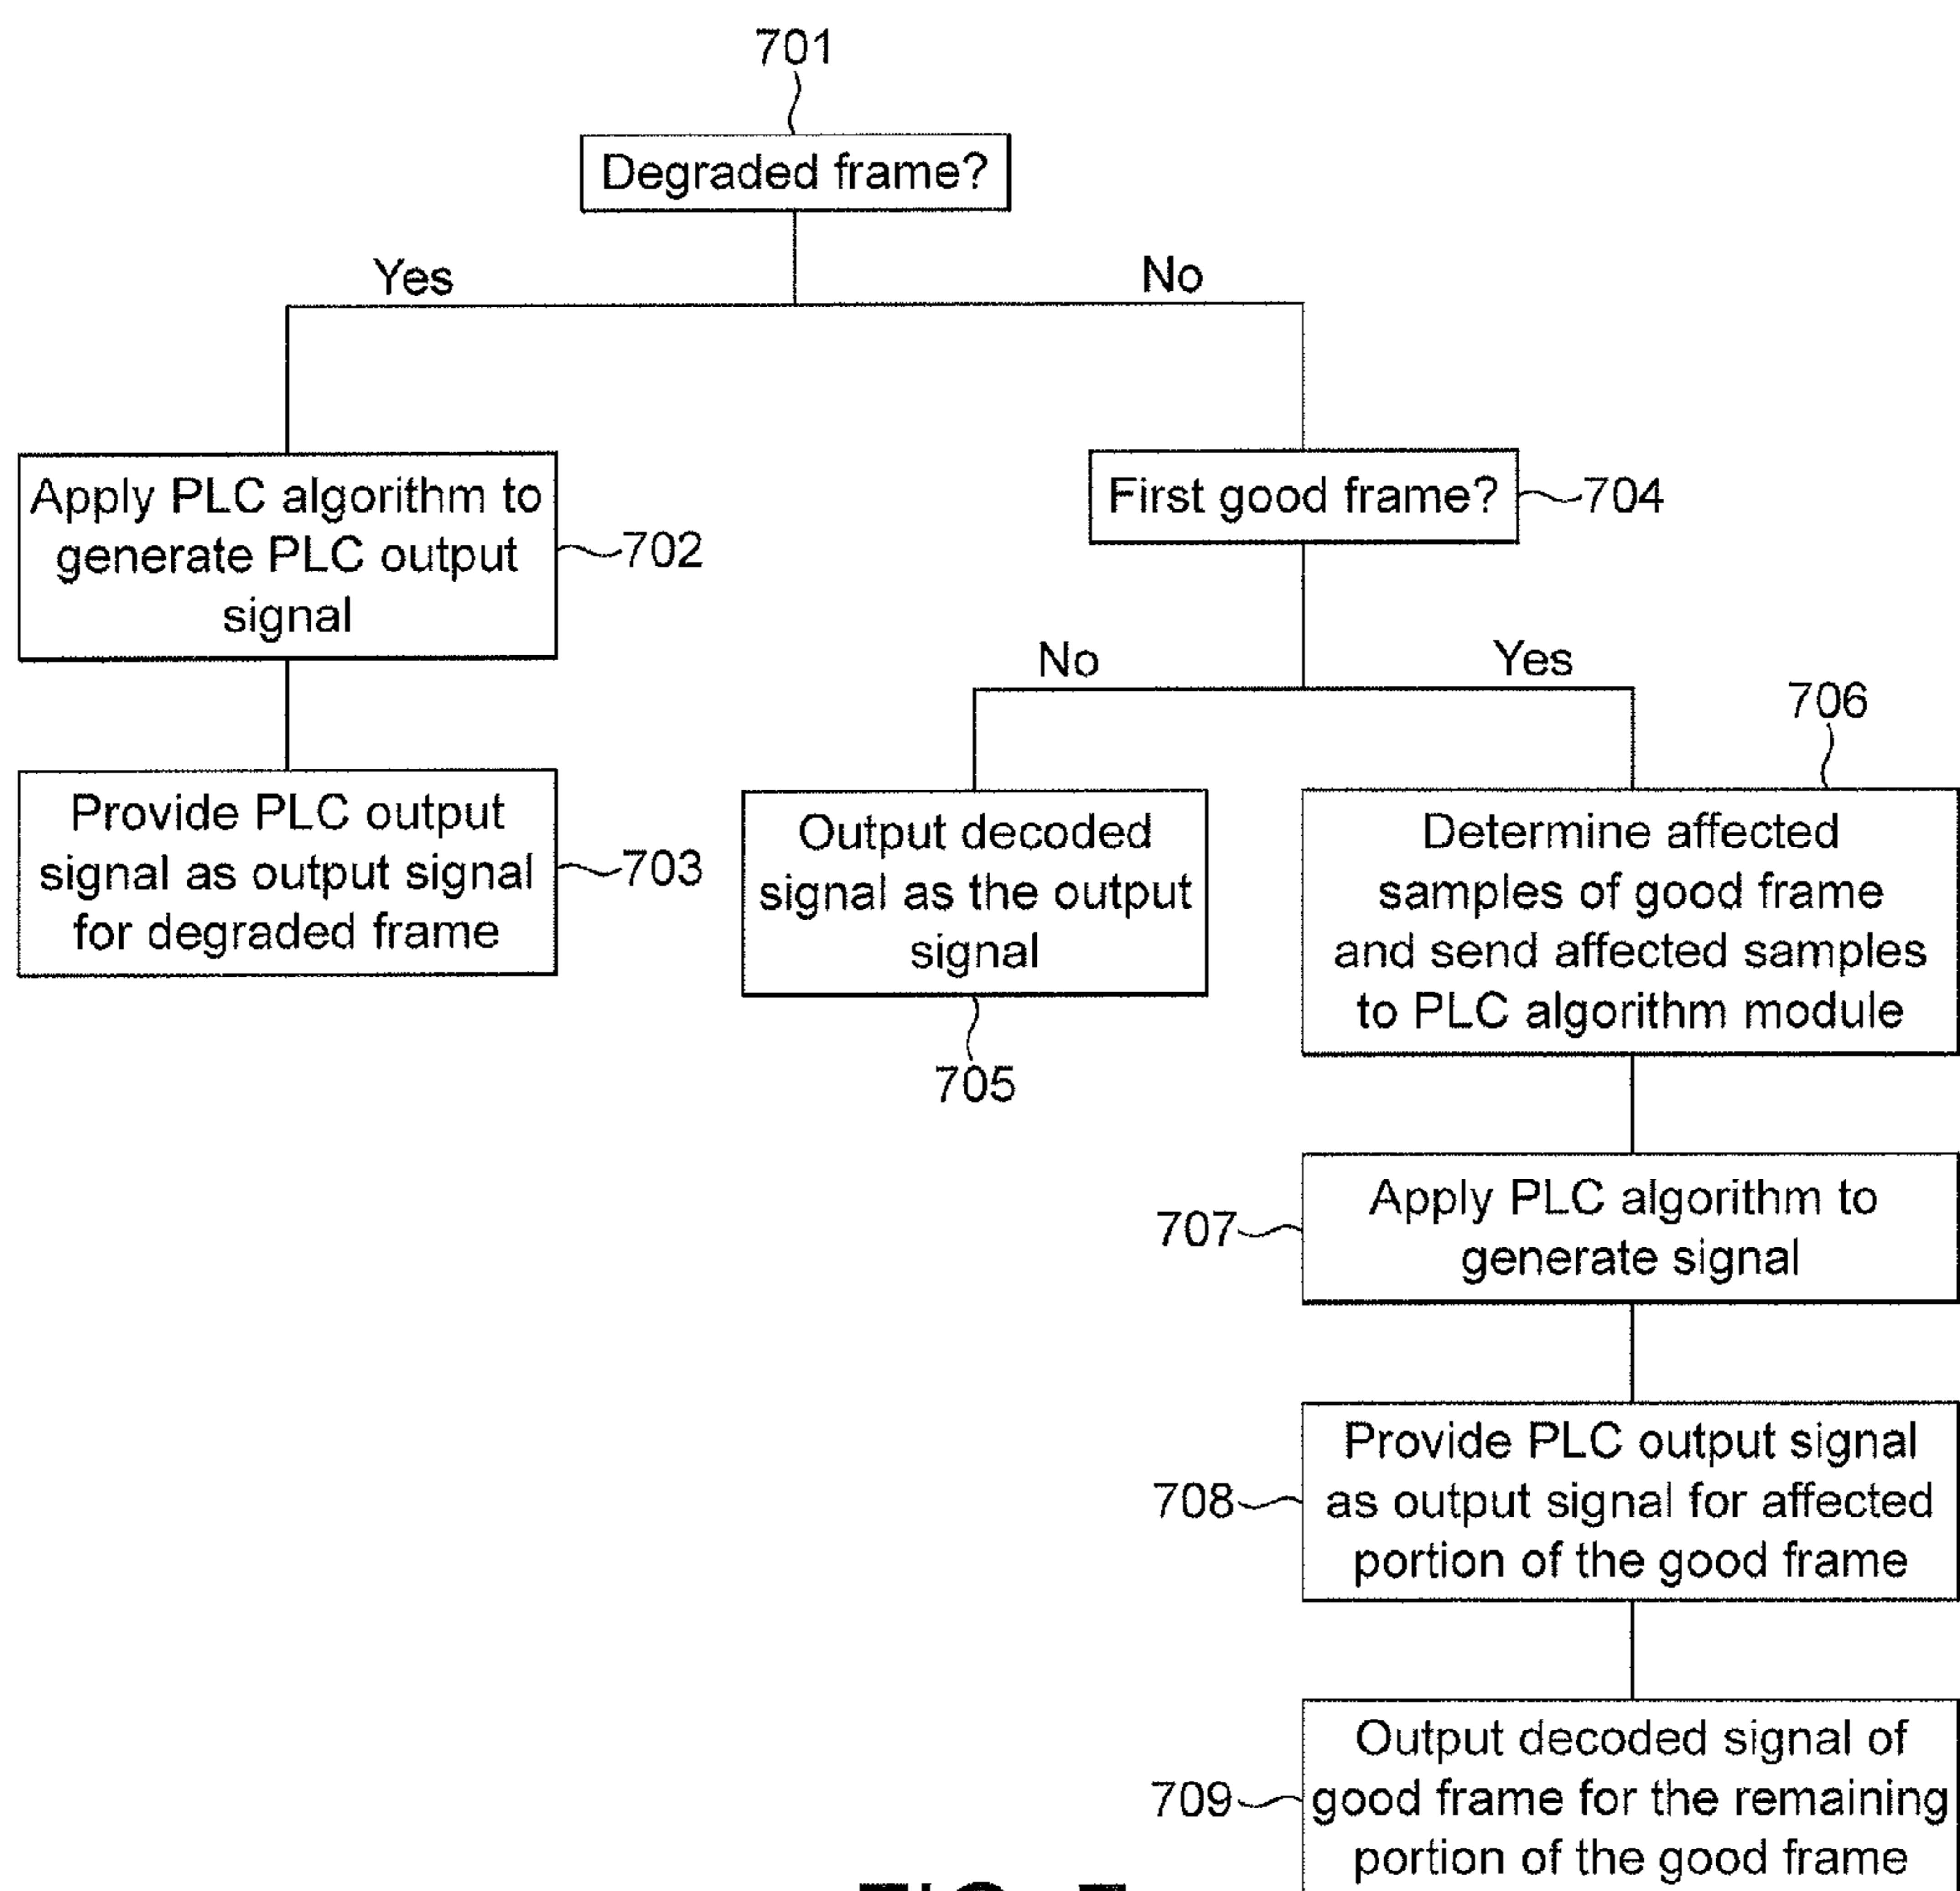 701
Degraded frame?
Yes
No
Apply PLC algorithm to
generate PLC output
signal
702
First good frame?
704
No
Yes
706
Provide PLC output
signal as output signal
for degraded frame
703
Output decoded
signal as the output
signal
705
Determine affected
samples of good frame
and send affected samples
to PLC algorithm module
707
Apply PLC algorithm to
generate signal
708
Provide PLC output signal
as output signal for affected
portion of the good frame
709
Output decoded signal of
good frame for the remaining
portion of the good frame